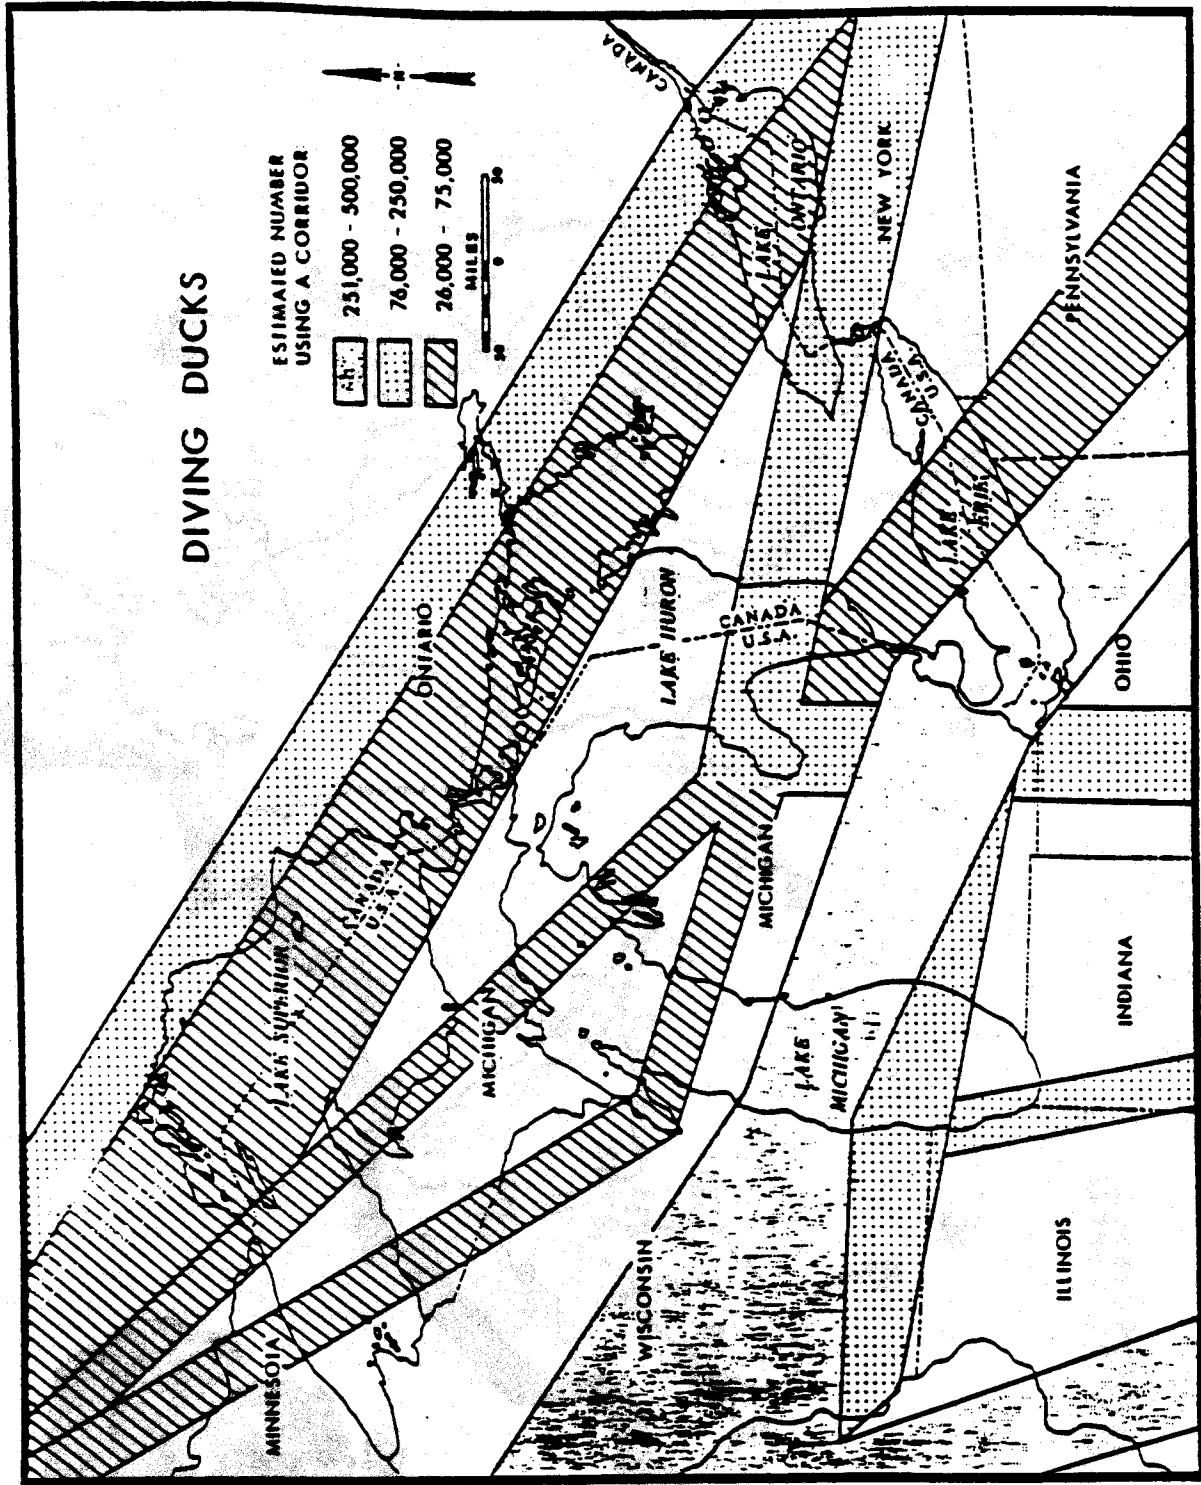 DIVING DUCKS
ESTIMATED NUMBER
USING A CORRIDOR
251,000 - 500,000
76,000 - 250,000
26,000 - 75,000
50 0 50
MILES
N
CANADA
ONTARIO
LAKE SUPERIOR
CANADA
U.S.A.
LAKE
ONTARIO
NEW YORK
CANADA
U.S.A.
LAKE HURON
CANADA
U.S.A.
LAKE
ERIE
PENNSYLVANIA
MINNESOTA
MICHIGAN
MICHIGAN
LAKE
MICHIGAN
WISCONSIN
OHIO
INDIANA
ILLINOIS